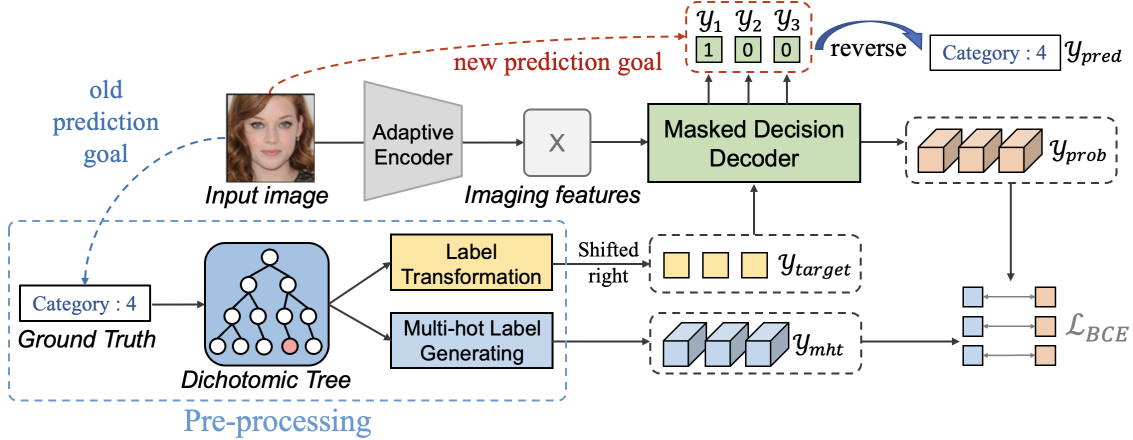 𝒴1 𝒴2 𝒴3
1 0 0
reverse
Category : 4
𝒴pred
new prediction goal
old
prediction
goal
Adaptive
Encoder
X
Masked Decision
Decoder
𝒴prob
Input image
Imaging features
Label
Transformation
Shifted
right
𝒴target
Category : 4
Ground Truth
Dichotomic Tree
Multi-hot Label
Generating
𝒴mht
ℒBCE
Pre-processing